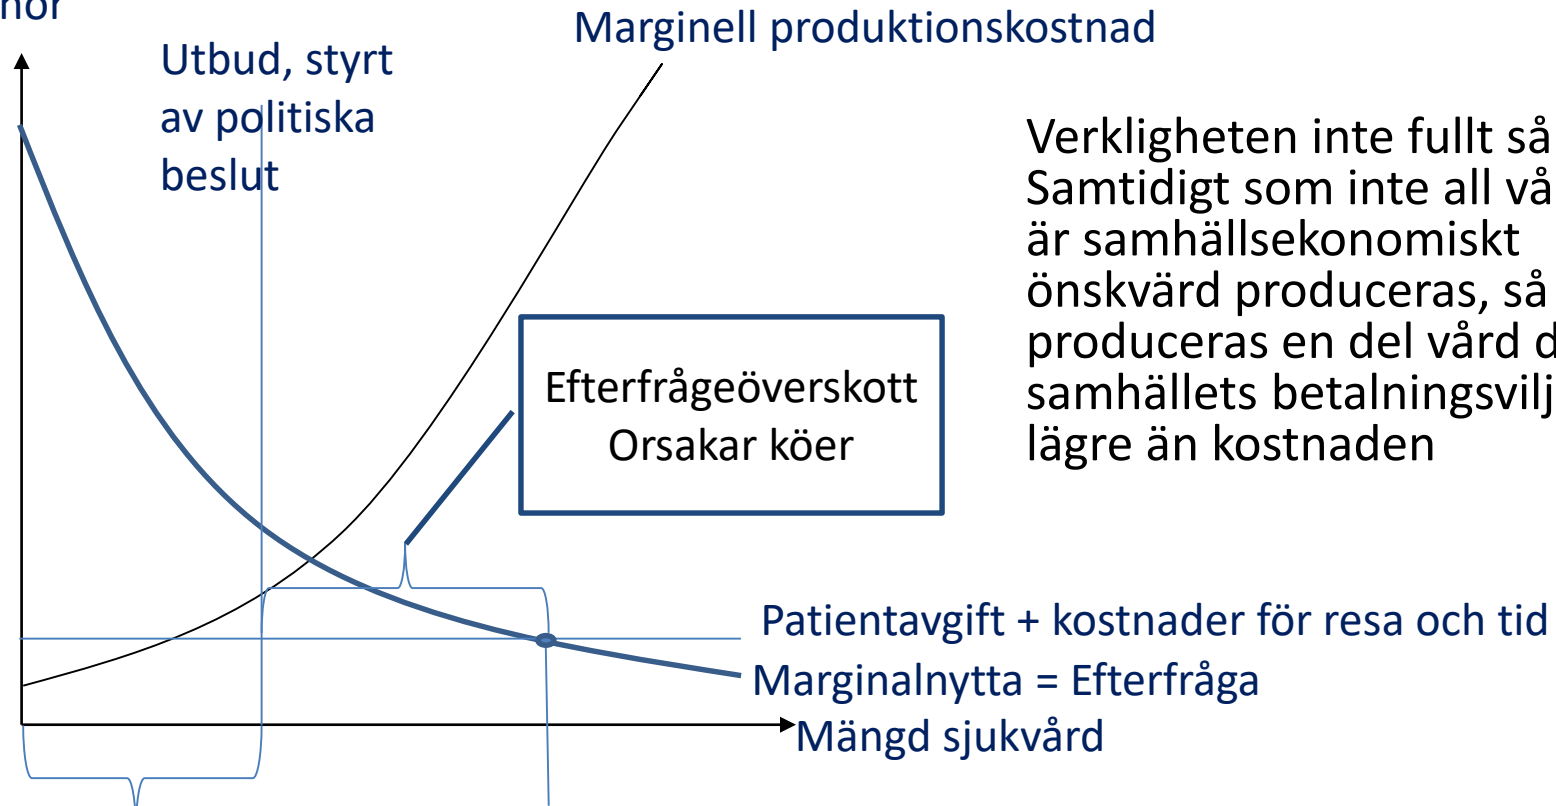 Marginell produktionskostnad
Utbud, styrt
av politiska
beslut
Verkligheten inte fullt så
Samtidigt som inte all
är samhällsekonomiskt
önskvärd produceras, så
produceras en del vård
samhällets
lägre än kostnaden
Efterfrågeöverskott
Orsakar köer
Patientavgift + kostnader för resa och tid
Marginalnytta = Efterfråga
Mängd sjukvård